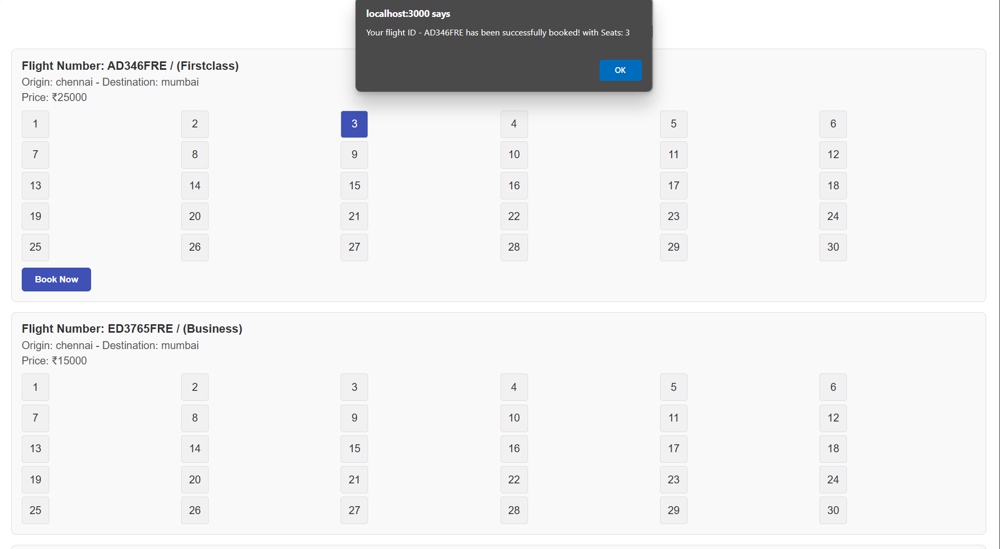 localhost:3000 says
Your flight ID - AD346FRE has been successfully booked! with Seats: 3
OK
Flight Number: AD346FRE / (Firstclass)
Origin: chennai - Destination: mumbai
Price: ₹25000
1 2 3 4 5 6
7 8 9 10 11 12
13 14 15 16 17 18
19 20 21 22 23 24
25 26 27 28 29 30
Book Now
Flight Number: ED3765FRE / (Business)
Origin: chennai - Destination: mumbai
Price: ₹15000
1 2 3 4 5 6
7 8 9 10 11 12
13 14 15 16 17 18
19 20 21 22 23 24
25 26 27 28 29 30